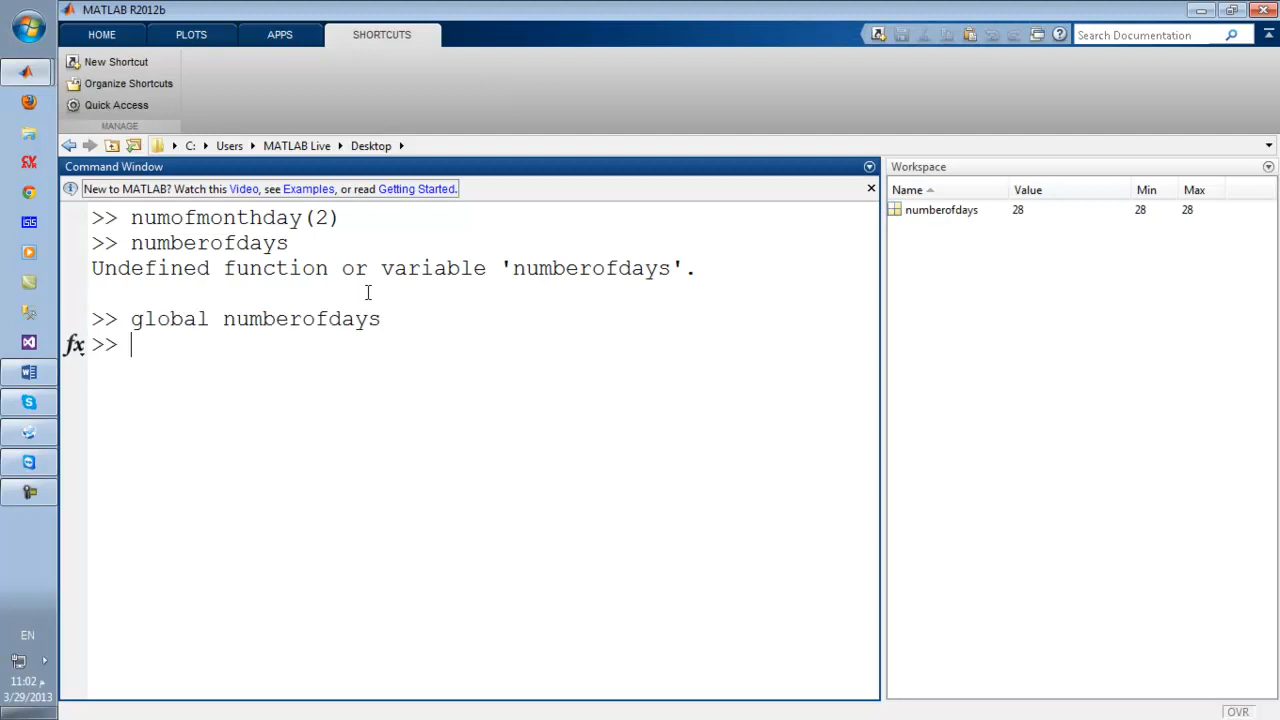 MATLAB R2012b
HOME PLOTS APPS SHORTCUTS
Search Documentation
New Shortcut
Organize Shortcuts
Quick Access
MANAGE
C: Users MATLAB Live Desktop
Command Window
New to MATLAB? Watch this Video, see Examples, or read Getting Started.
>> numofmonthday(2)
>> numberofdays
Undefined function or variable 'numberofdays'.
>> global numberofdays
fx >>
Workspace
Name Value Min Max
numberofdays 28 28 28
EN
11:02 م
3/29/2013
OVR